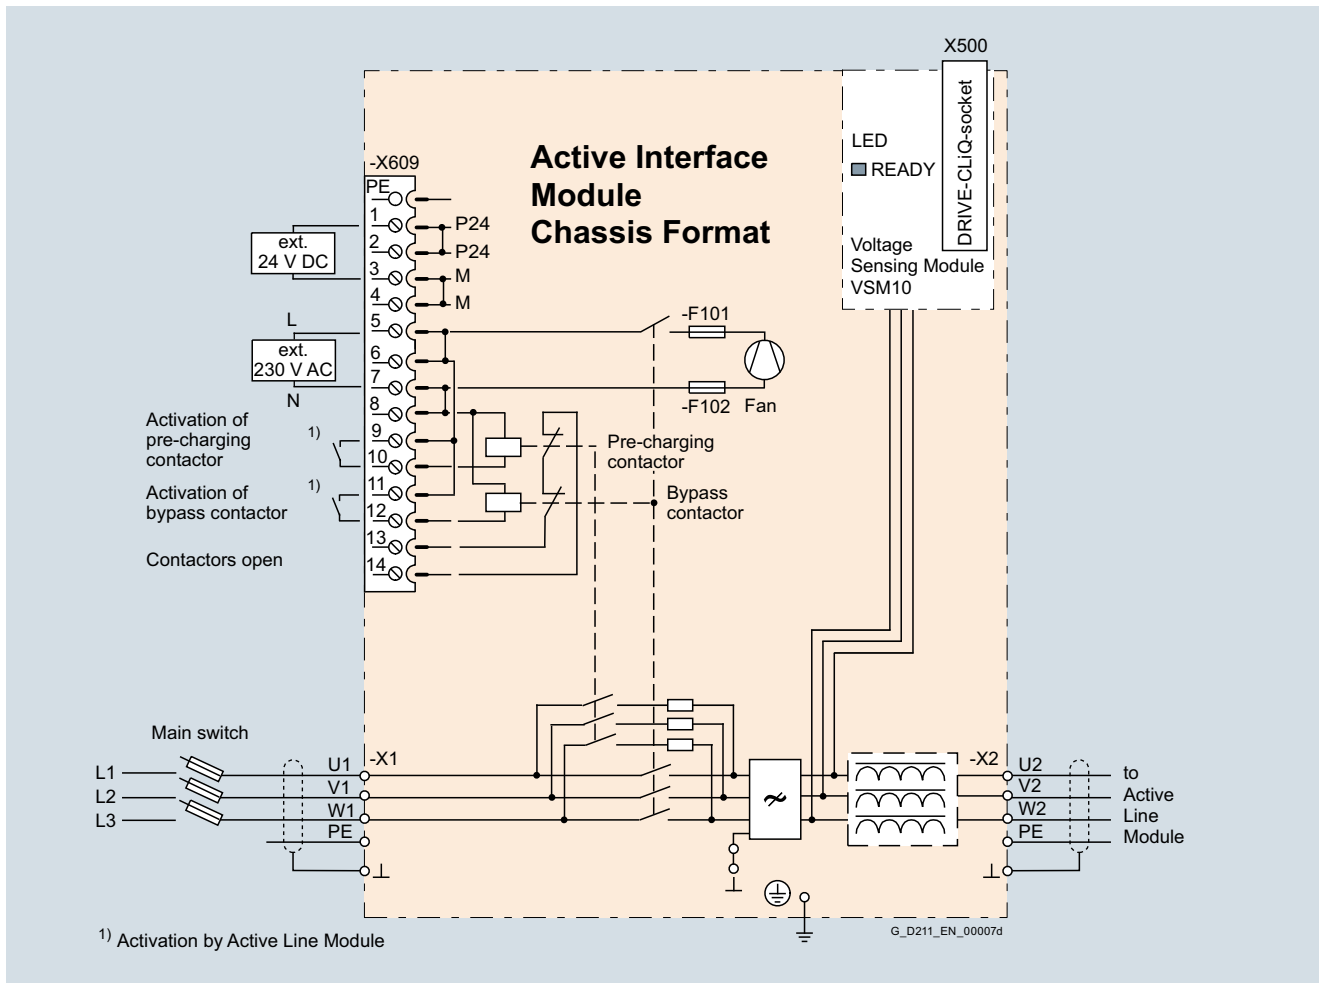 X500
DRIVE-CLiQ-socket
LED
READY
Voltage
Sensing Module
VSM10
Active Interface
Module
Chassis Format
-X609
PE
1
2
3
4
5
6
7
8
9
10
11
12
13
14
P24
P24
M
M
ext.
24 V DC
L
ext.
230 V AC
N
-F101
-F102
Fan
Activation of
pre-charging
contactor
1)
Activation of
bypass contactor
1)
Contactors open
Pre-charging
contactor
Bypass
contactor
Main switch
L1
L2
L3
U1
V1
W1
PE
-X1
-X2
U2
V2
W2
PE
to
Active
Line
Module
1) Activation by Active Line Module
G_D211_EN_00007d